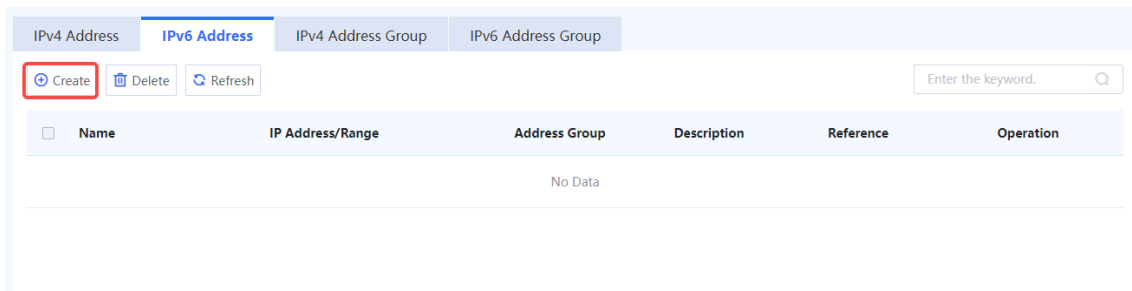 IPv4 Address IPv6 Address IPv4 Address Group IPv6 Address Group
Create Delete Refresh Enter the keyword.
Name IP Address/Range Address Group Description Reference Operation
No Data